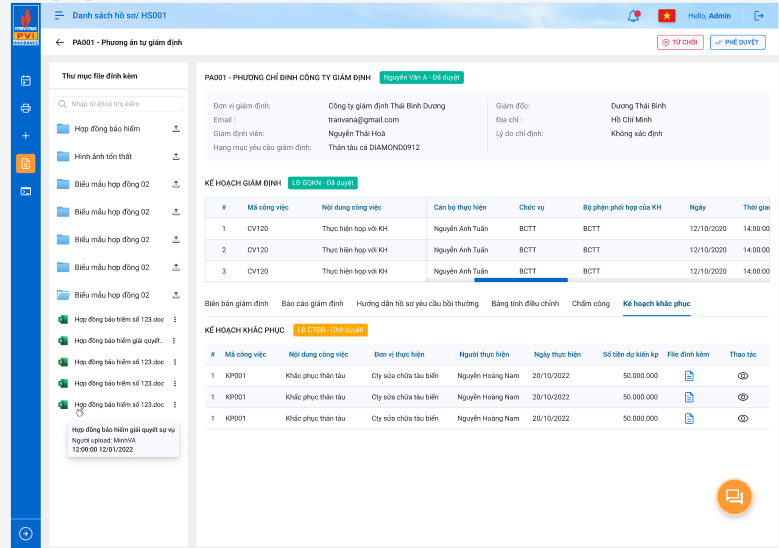 PETROVIETNAM
PVI
INSURANCE
Danh sách hồ sơ/ HS001
Hello, Admin
PA001 - Phương án tự giám định
TỪ CHỐI
PHÊ DUYỆT
Thư mục file đính kèm
Nhập từ khoá tìm kiếm
Hợp đồng bảo hiểm
Hình ảnh tổn thất
Biểu mẫu hợp đồng 02
Biểu mẫu hợp đồng 02
Biểu mẫu hợp đồng 02
Biểu mẫu hợp đồng 02
Biểu mẫu hợp đồng 02
Hợp đồng bảo hiểm số 123.doc
Hợp đồng bảo hiểm giải quyết..
Hợp đồng bảo hiểm số 123.doc
Hợp đồng bảo hiểm số 123.doc
Hợp đồng bảo hiểm số 123.doc
Hợp đồng bảo hiểm giải quyết sự vụ
Người upload: MinhVA
12:00:00 12/01/2022
PA001 - PHƯƠNG CHỈ ĐINH CÔNG TY GIÁM ĐỊNH Nguyễn Văn A - Đã duyệt
Đơn vị giám định: Công ty giám định Thái Bình Dương Giám đốc: Dương Thái Bình
Email : tranvana@gmail.com Địa chỉ : Hồ Chí Minh
Giám định viên: Nguyễn Thái Hoà Lý do chỉ định: Không xác định
Hạng mục yêu cầu giám định: Thân tàu cá DIAMOND0912
KẾ HOẠCH GIÁM ĐỊNH LĐ GQKN - Đã duyệt
# Mã công việc Nội dung công việc Cán bộ thực hiện Chức vụ Bộ phận phối hợp của KH Ngày Thời gian
1 CV120 Thực hiện họp với KH Nguyễn Anh Tuấn BCTT BCTT 12/10/2020 14:00:00
2 CV120 Thực hiện họp với KH Nguyễn Anh Tuấn BCTT BCTT 12/10/2020 14:00:00
3 CV120 Thực hiện họp với KH Nguyễn Anh Tuấn BCTT BCTT 12/10/2020 14:00:00
Biên bản giám định Báo cáo giám định Hướng dẫn hồ sơ yêu cầu bồi thường Bảng tính điều chỉnh Chấm công Kế hoạch khắc phục
KẾ HOẠCH KHẮC PHỤC LĐ CTGĐ - Chờ duyệt
# Mã công việc Nội dung công việc Đơn vị thực hiện Người thực hiện Ngày thực hiện Số tiền dự kiến kp File đính kèm Thao tác
1 KP001 Khắc phục thân tàu Cty sửa chữa tàu biển Nguyễn Hoàng Nam 20/10/2022 50.000.000
1 KP001 Khắc phục thân tàu Cty sửa chữa tàu biển Nguyễn Hoàng Nam 20/10/2022 50.000.000
1 KP001 Khắc phục thân tàu Cty sửa chữa tàu biển Nguyễn Hoàng Nam 20/10/2022 50.000.000